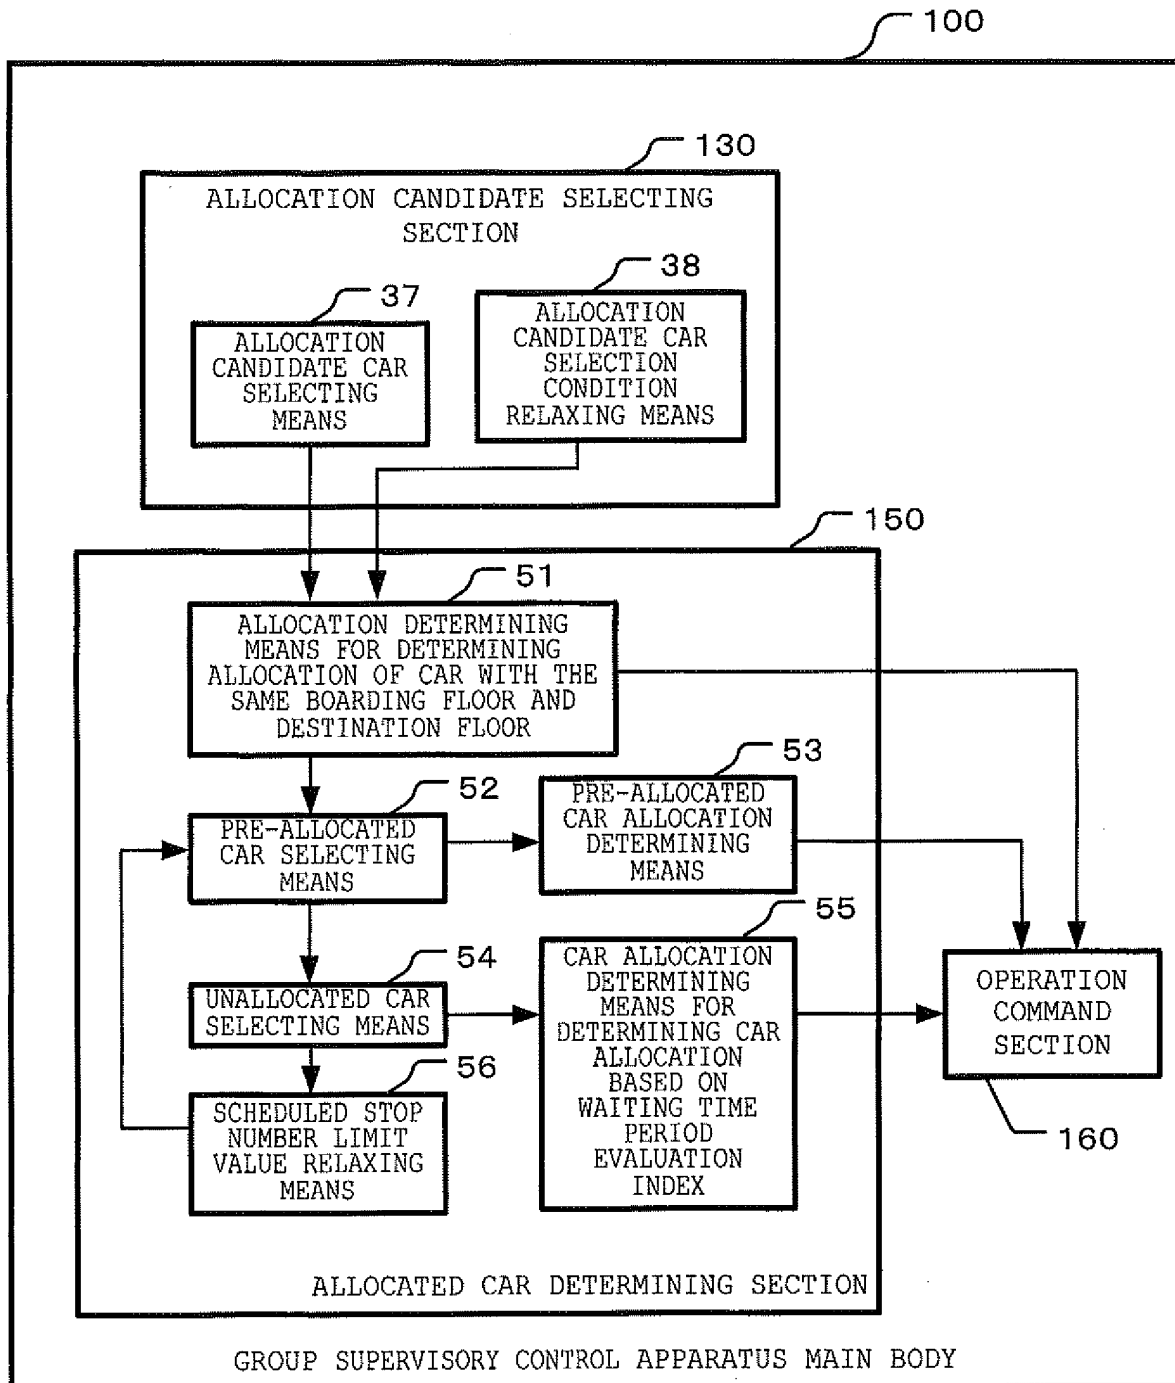 100
130
ALLOCATION CANDIDATE SELECTING
SECTION
37
ALLOCATION
CANDIDATE CAR
SELECTING
MEANS
38
ALLOCATION
CANDIDATE CAR
SELECTION
CONDITION
RELAXING MEANS
150
51
ALLOCATION DETERMINING
MEANS FOR DETERMINING
ALLOCATION OF CAR WITH THE
SAME BOARDING FLOOR AND
DESTINATION FLOOR
52
PRE-ALLOCATED
CAR SELECTING
MEANS
53
PRE-ALLOCATED
CAR ALLOCATION
DETERMINING
MEANS
54
UNALLOCATED CAR
SELECTING MEANS
55
CAR ALLOCATION
DETERMINING
MEANS FOR
DETERMINING CAR
ALLOCATION
BASED ON
WAITING TIME
PERIOD
EVALUATION
INDEX
56
SCHEDULED STOP
NUMBER LIMIT
VALUE RELAXING
MEANS
OPERATION
COMMAND
SECTION
160
ALLOCATED CAR DETERMINING SECTION
GROUP SUPERVISORY CONTROL APPARATUS MAIN BODY